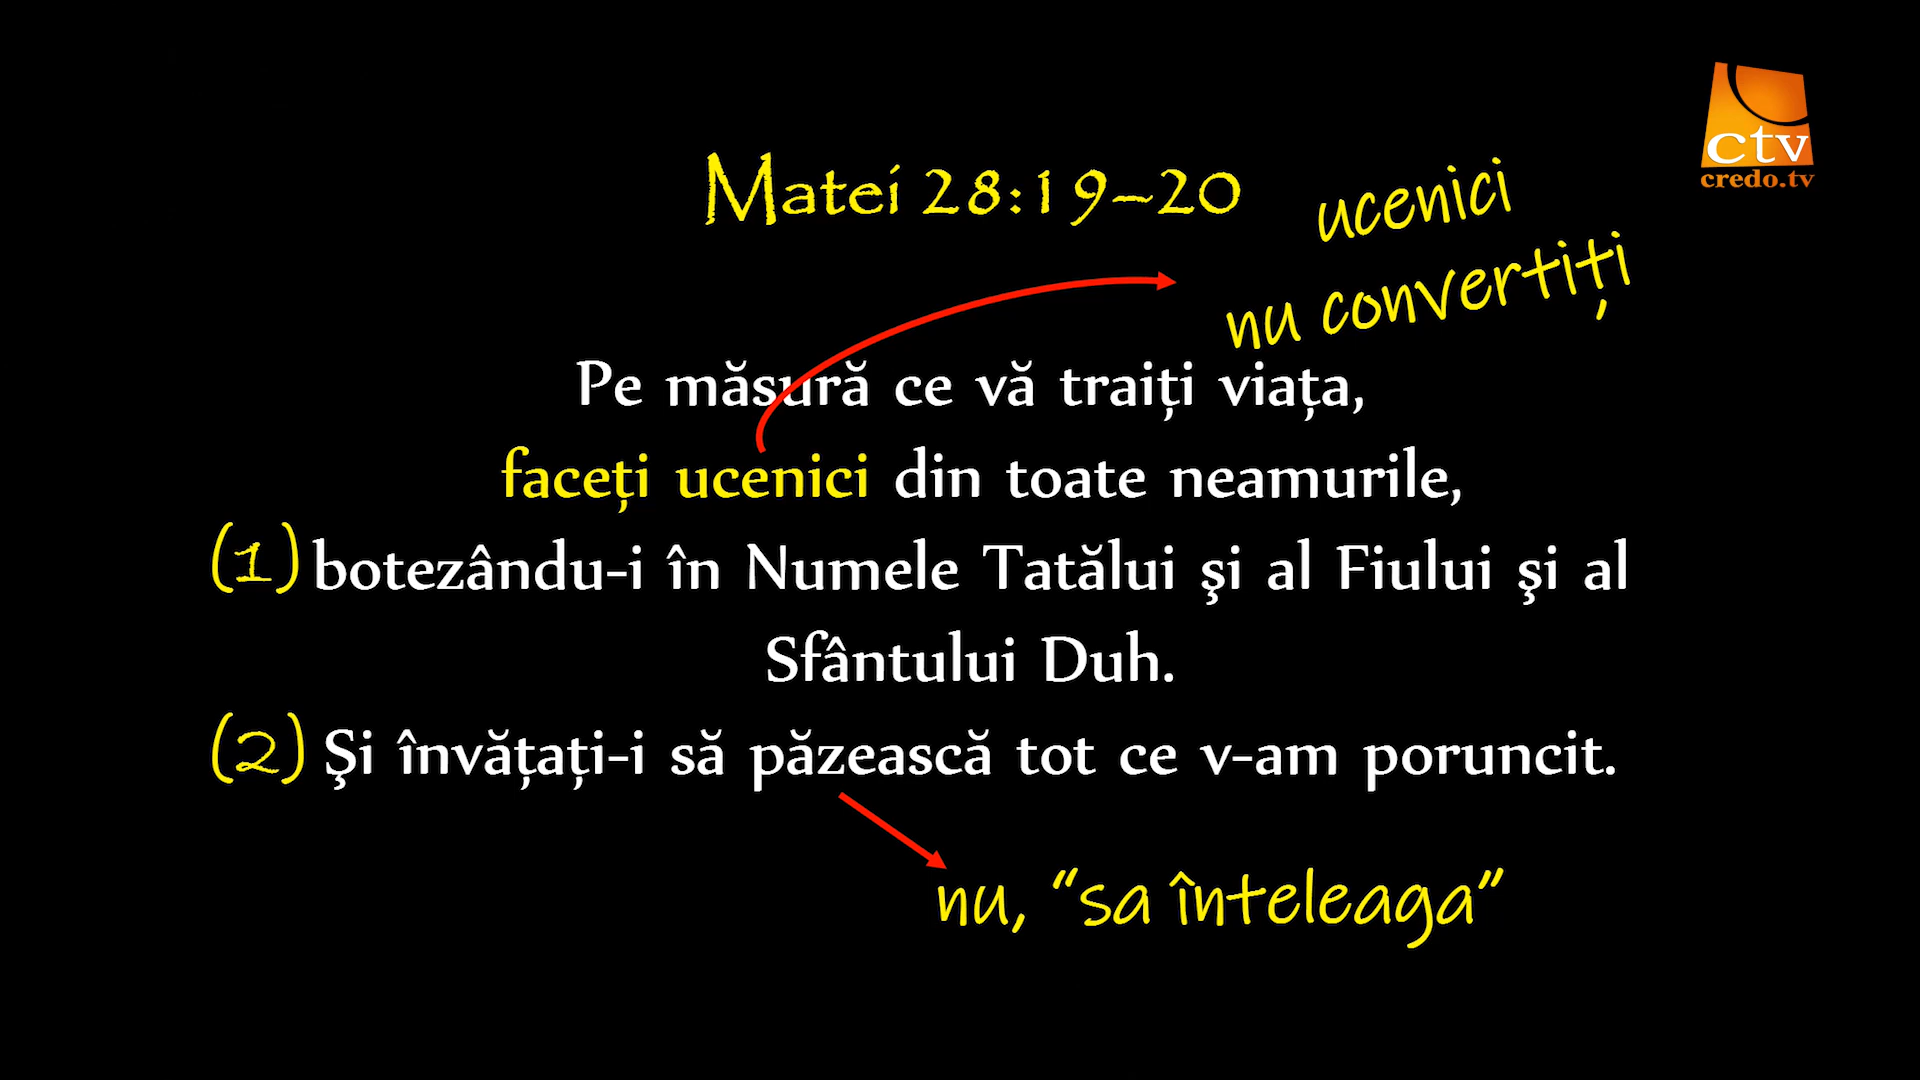 ctv
credo.tv
Matei 28:19–20
ucenici
nu convertiți
Pe măsură ce vă traiți viața,
faceți ucenici din toate neamurile,
(1) botezându-i în Numele Tatălui şi al Fiului şi al
Sfântului Duh.
(2) Şi învățați-i să păzească tot ce v-am poruncit.
nu, “sa înteleaga”